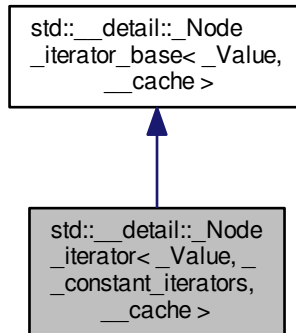 std::__detail::_Node
_iterator_base< _Value,
__cache >
std::__detail::_Node
_iterator< _Value, _
_constant_iterators,
__cache >